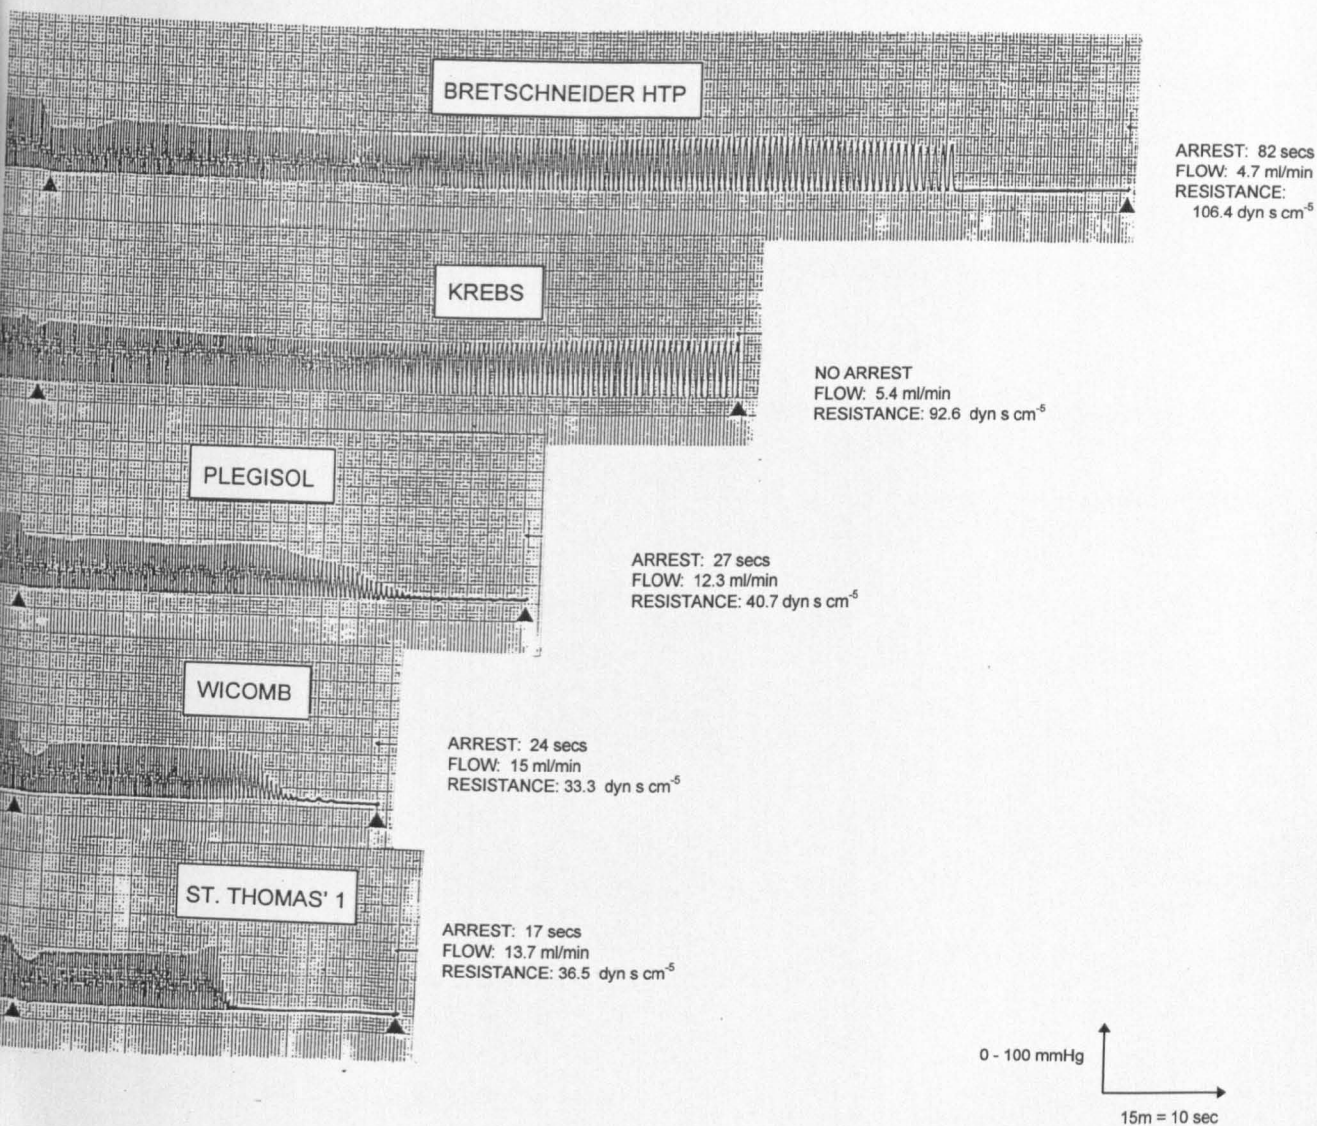 BRETSCHNEIDER HTP
ARREST: 82 secs
FLOW: 4.7 ml/min
RESISTANCE:
106.4 dyn s cm⁻⁵
KREBS
NO ARREST
FLOW: 5.4 ml/min
RESISTANCE: 92.6 dyn s cm⁻⁵
PLEGISOL
ARREST: 27 secs
FLOW: 12.3 ml/min
RESISTANCE: 40.7 dyn s cm⁻⁵
WICOMB
ARREST: 24 secs
FLOW: 15 ml/min
RESISTANCE: 33.3 dyn s cm⁻⁵
ST. THOMAS' 1
ARREST: 17 secs
FLOW: 13.7 ml/min
RESISTANCE: 36.5 dyn s cm⁻⁵
0 - 100 mmHg
15m = 10 sec